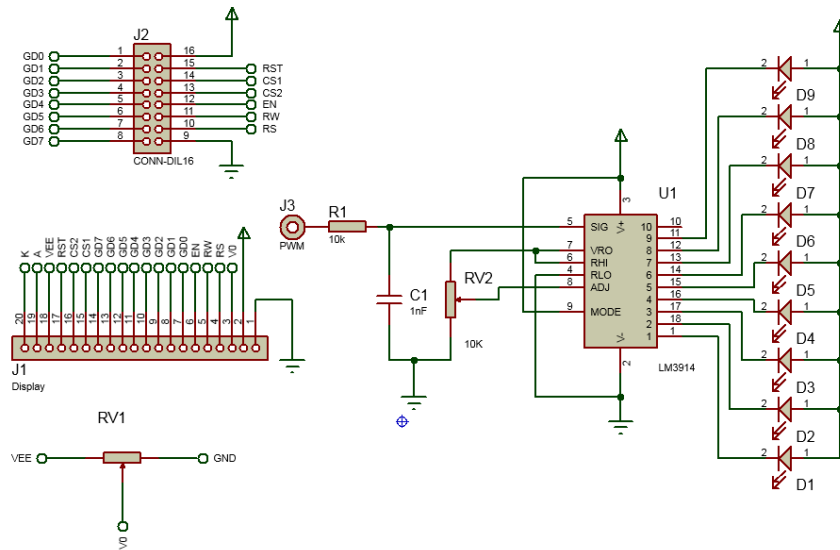 J2
GD0 1 16
GD1 2 15 RST
GD2 3 14 CS1
GD3 4 13 CS2
GD4 5 12 EN
GD5 6 11 RW
GD6 7 10 RS
GD7 8 9
CONN-DIL16
K A VEE RST CS2 CS1 GD7 GD6 GD5 GD4 GD3 GD2 GD1 GD0 EN RW RS V0
20 19 18 17 16 15 14 13 12 11 10 9 8 7 6 5 4 3 2 1
J1
Display
RV1
VEE GND
V0
J3
PWM
R1
10k
C1
1nF
RV2
10K
U1
3
V+
5 SIG 10 10
9 11
7 VRO 8 12
6 RHI 7 13
4 RLO 6 14
8 ADJ 5 15
4 16
9 MODE 3 17
2 18
1 1
V-
2
LM3914
2 1
D9
2 1
D8
2 1
D7
2 1
D6
2 1
D5
2 1
D4
2 1
D3
2 1
D2
2 1
D1